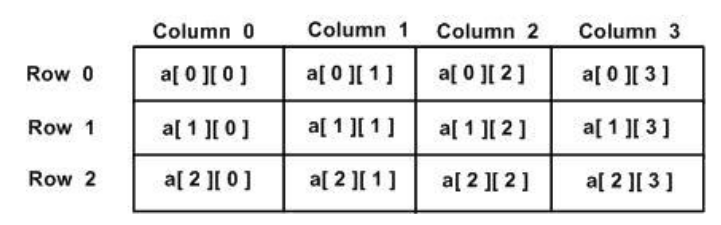 Column 0 Column 1 Column 2 Column 3
Row 0 a[ 0 ][ 0 ] a[ 0 ][ 1 ] a[ 0 ][ 2 ] a[ 0 ][ 3 ]
Row 1 a[ 1 ][ 0 ] a[ 1 ][ 1 ] a[ 1 ][ 2 ] a[ 1 ][ 3 ]
Row 2 a[ 2 ][ 0 ] a[ 2 ][ 1 ] a[ 2 ][ 2 ] a[ 2 ][ 3 ]